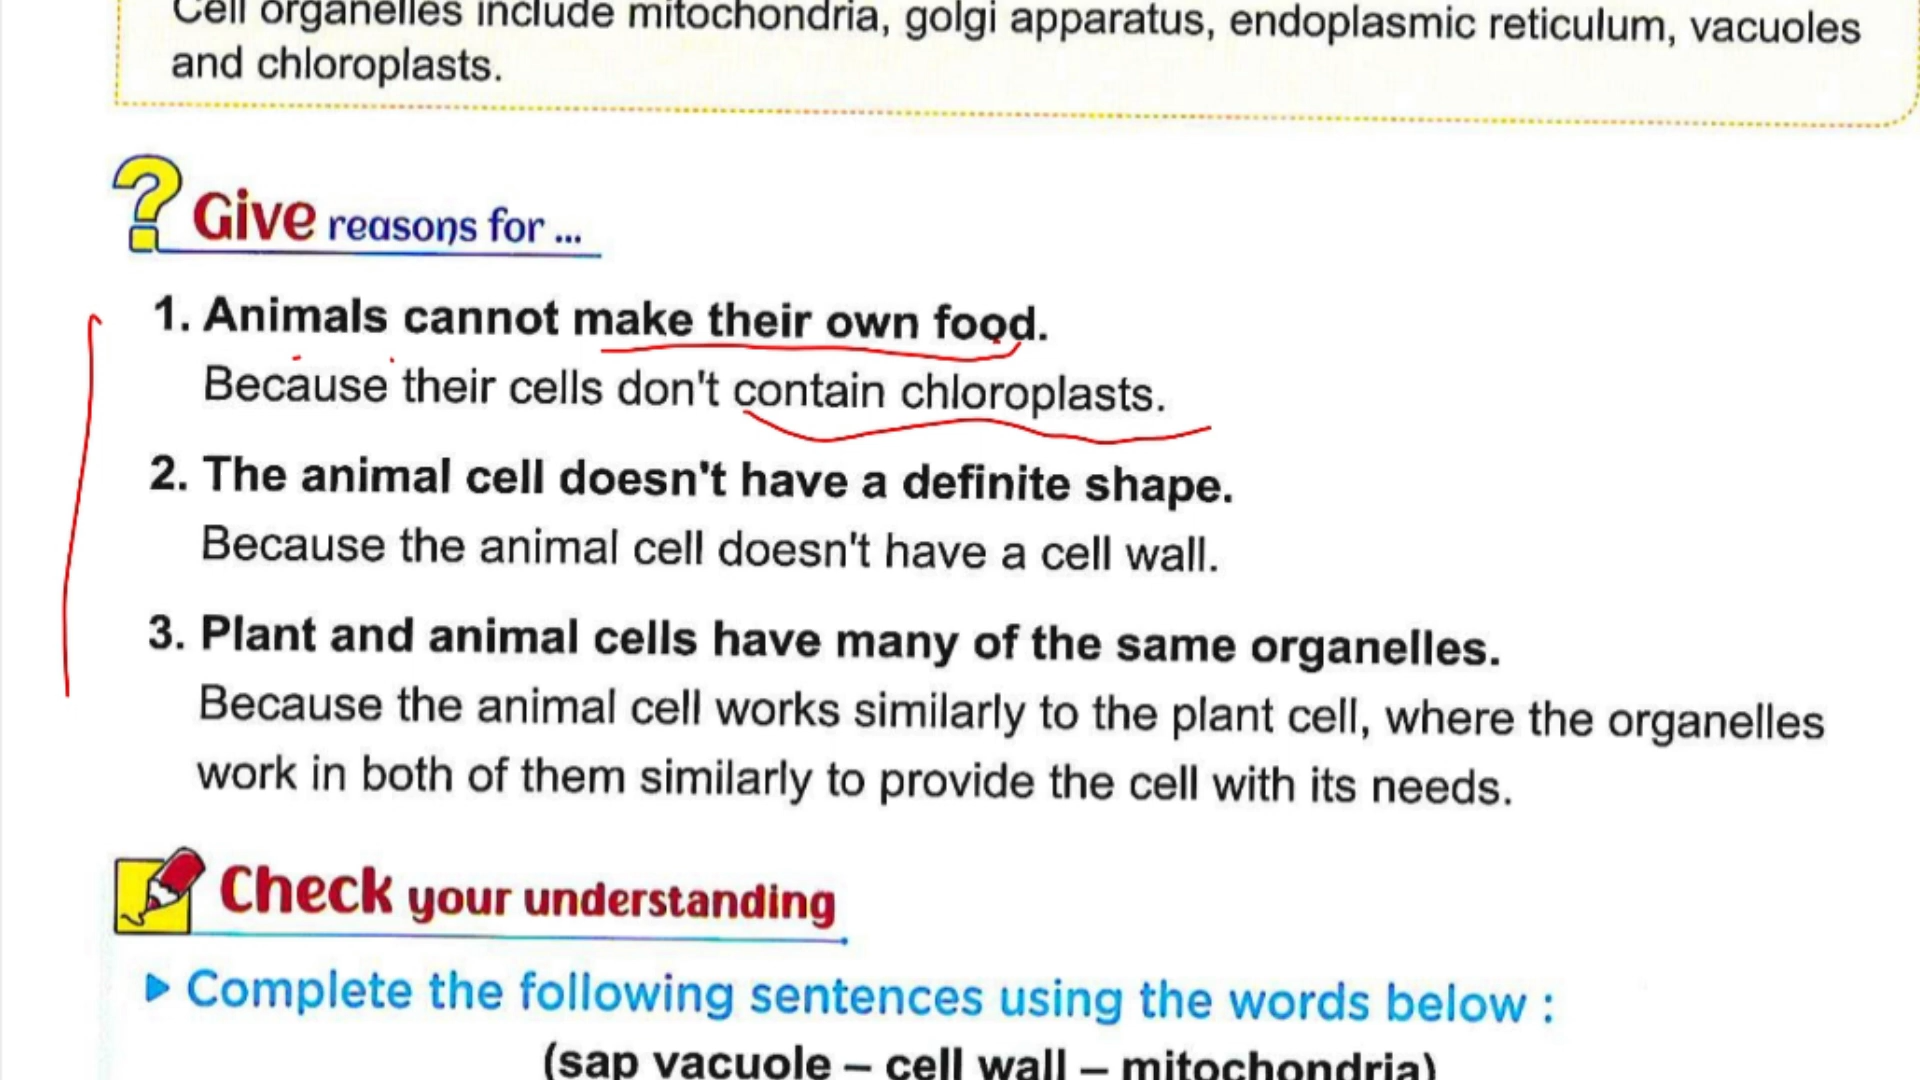 Cell organelles include mitochondria, golgi apparatus, endoplasmic reticulum, vacuoles
and chloroplasts.
? Give reasons for ...
1. Animals cannot make their own food.
Because their cells don't contain chloroplasts.
2. The animal cell doesn't have a definite shape.
Because the animal cell doesn't have a cell wall.
3. Plant and animal cells have many of the same organelles.
Because the animal cell works similarly to the plant cell, where the organelles
work in both of them similarly to provide the cell with its needs.
Check your understanding
Complete the following sentences using the words below :
(sap vacuole – cell wall – mitochondria)